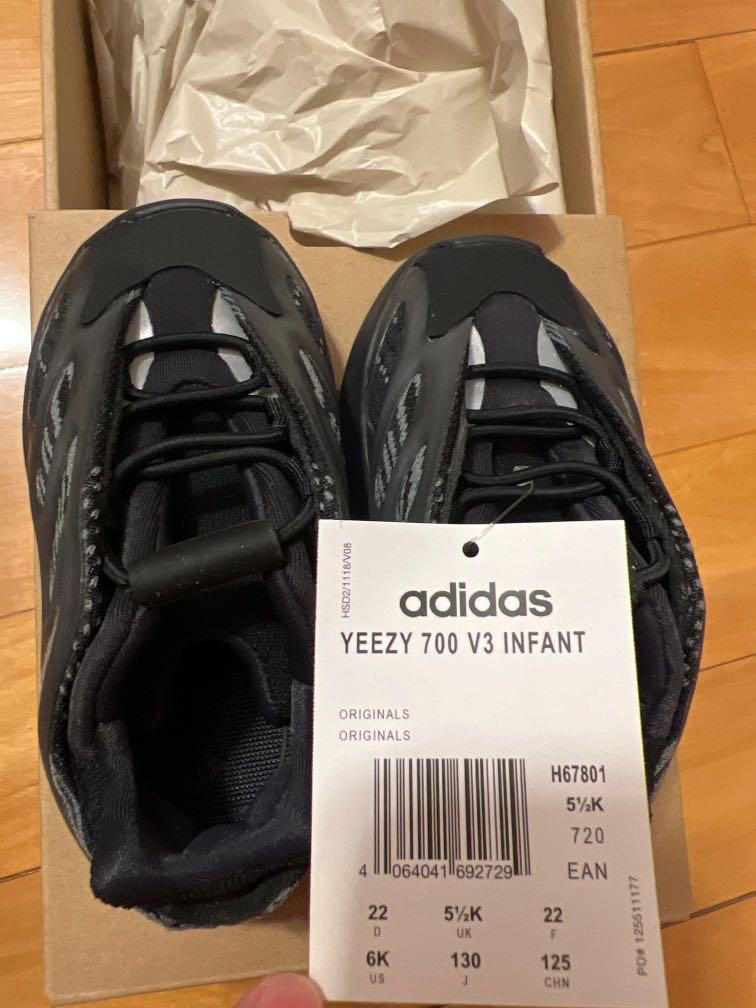 HSD2/1118/V08
adidas
YEEZY 700 V3 INFANT
ORIGINALS
ORIGINALS
H67801
5½K
720
EAN
4 064041 692729
22 5½K 22
D UK F
6K 130 125
US J CHN
PO# 125511177